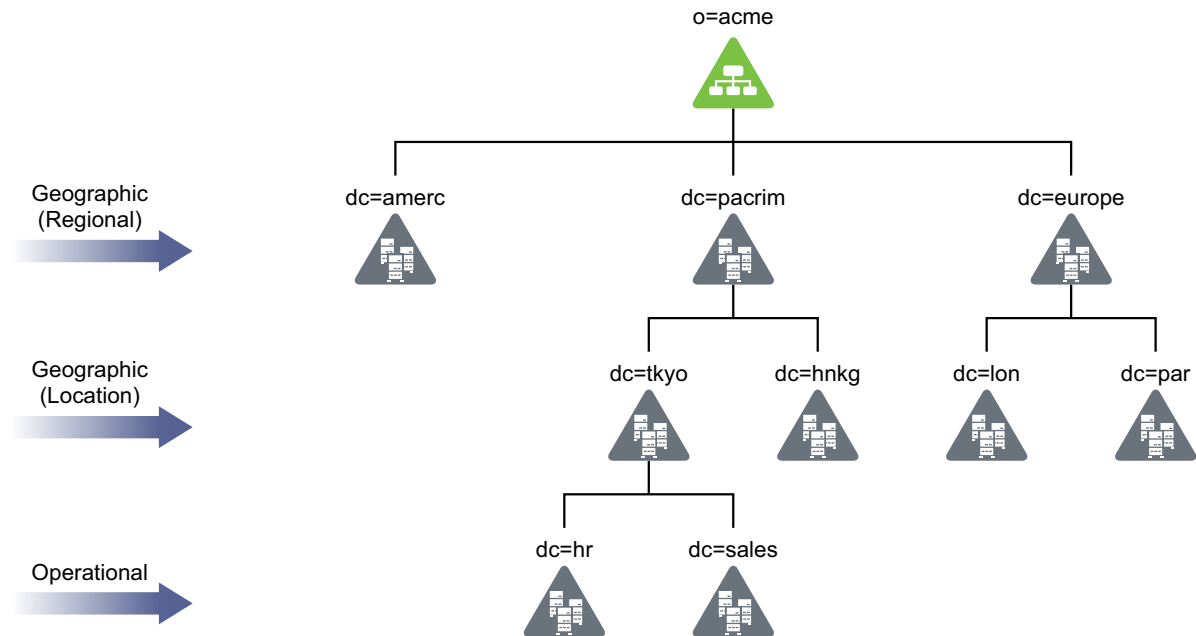 o=acme
Geographic
(Regional)
dc=amerc
dc=pacrim
dc=europe
Geographic
(Location)
dc=tkyo
dc=hnkg
dc=lon
dc=par
Operational
dc=hr
dc=sales